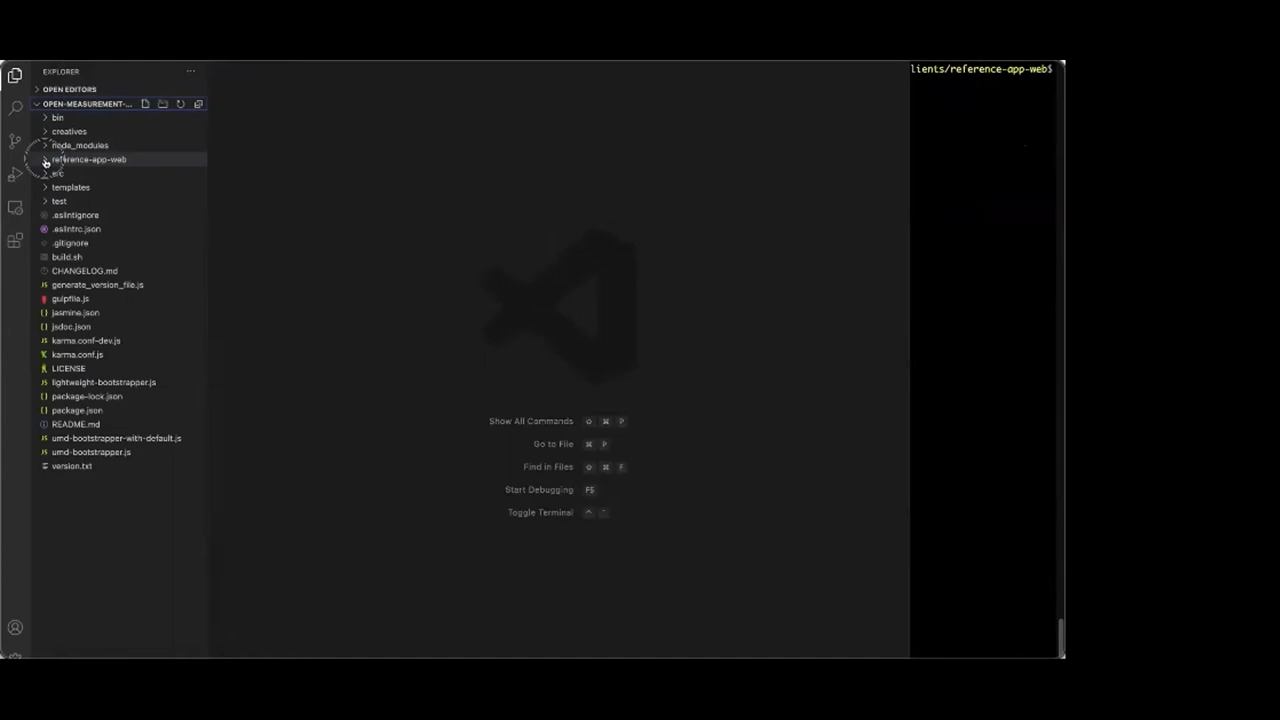 EXPLORER
OPEN EDITORS
OPEN-MEASUREMENT-...
bin
creatives
node_modules
reference-app-web
src
templates
test
.eslintignore
.eslintrc.json
.gitignore
build.sh
CHANGELOG.md
generate_version_file.js
gulpfile.js
jasmine.json
jsdoc.json
karma.conf-dev.js
karma.conf.js
LICENSE
lightweight-bootstrapper.js
package-lock.json
package.json
README.md
umd-bootstrapper-with-default.js
umd-bootstrapper.js
version.txt
Show All Commands ⇧ ⌘ P
Go to File ⌘ P
Find in Files ⇧ ⌘ F
Start Debugging F5
Toggle Terminal ^ `
lients/reference-app-web$